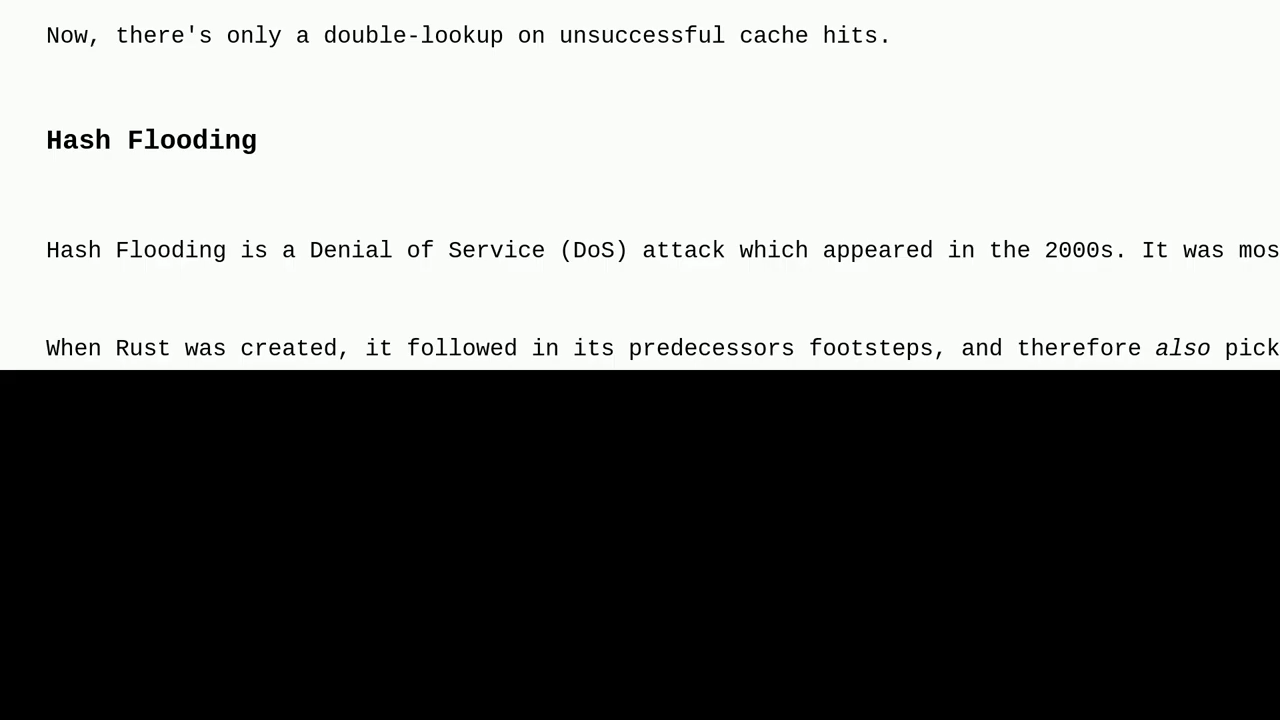 Now, there's only a double-lookup on unsuccessful cache hits.
Hash Flooding
Hash Flooding is a Denial of Service (DoS) attack which appeared in the 2000s. It was mos
When Rust was created, it followed in its predecessors footsteps, and therefore also pick